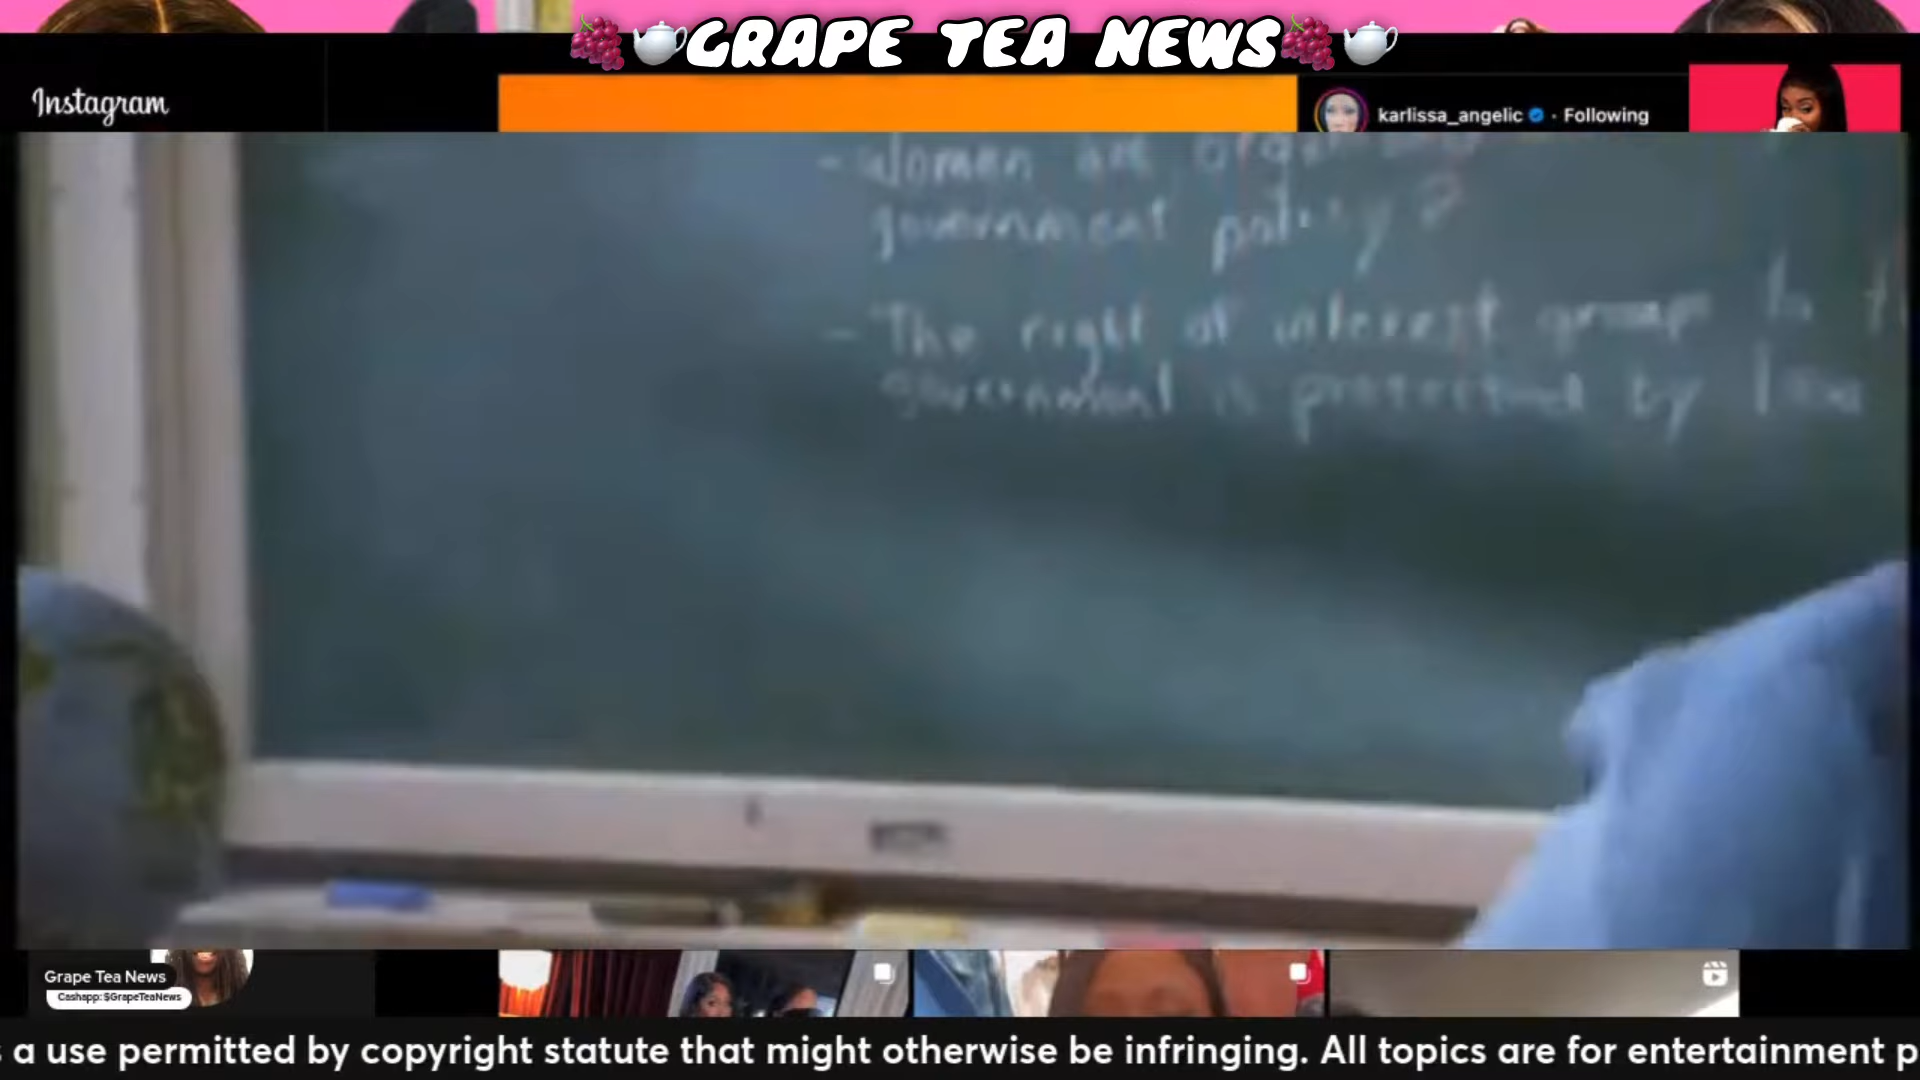 GRAPE TEA NEWS
Instagram
karlissa_angelic • Following
- Women are
government policy?
- The right of interest group to
government is protected by law
Grape Tea News
Cashapp: $GrapeTeaNews
a use permitted by copyright statute that might otherwise be infringing. All topics are for entertainment p